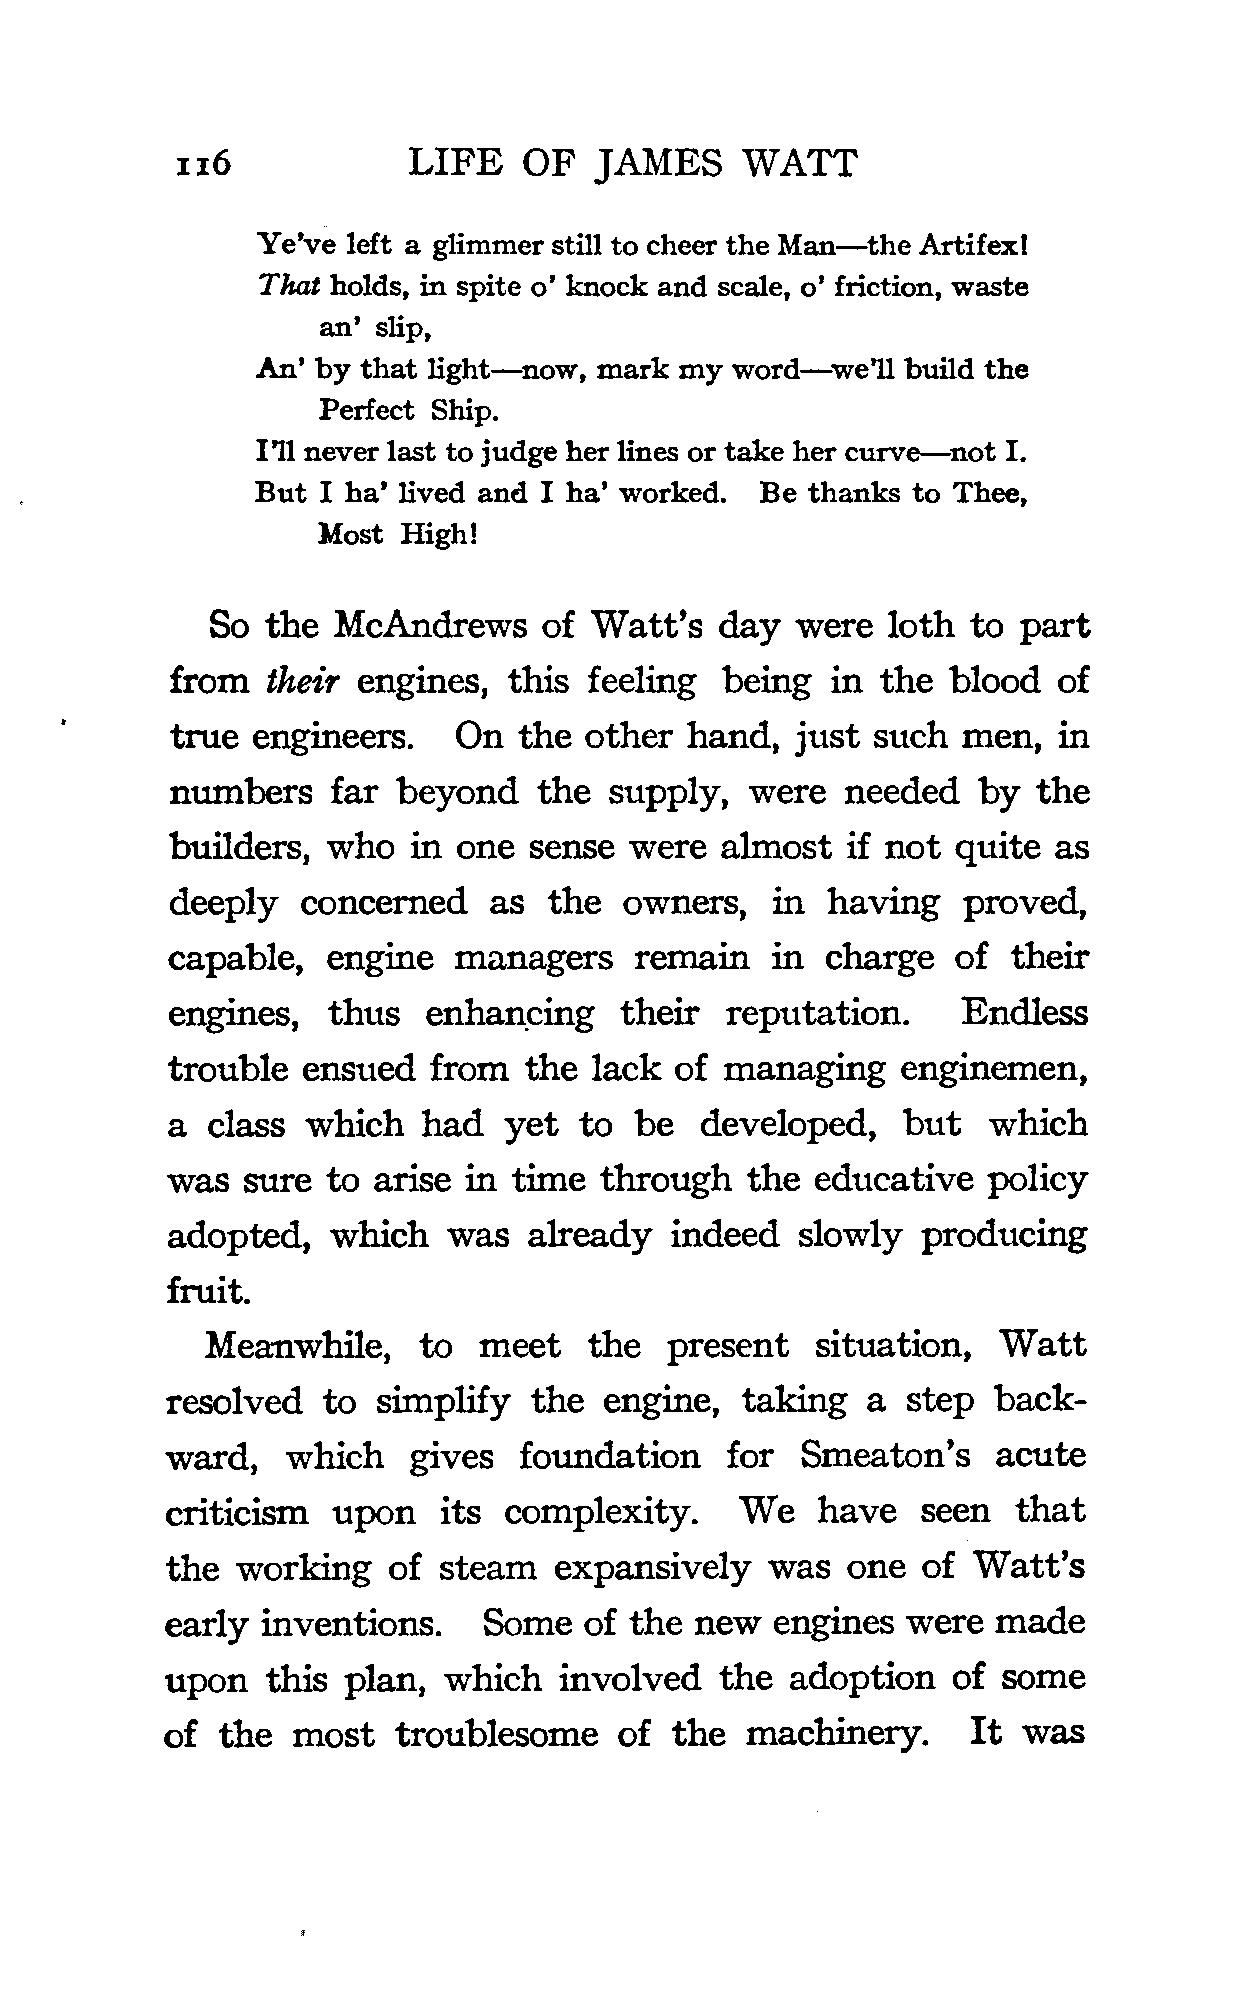 116 LIFE OF JAMES WATT
Ye've left a glimmer still to cheer the Man—the Artifex!
That holds, in spite o' knock and scale, o' friction, waste
an' slip,
An' by that light—now, mark my word—we'll build the
Perfect Ship.
I'll never last to judge her lines or take her curve—not I.
But I ha' lived and I ha' worked. Be thanks to Thee,
Most High!
So the McAndrews of Watt's day were loth to part
from their engines, this feeling being in the blood of
true engineers. On the other hand, just such men, in
numbers far beyond the supply, were needed by the
builders, who in one sense were almost if not quite as
deeply concerned as the owners, in having proved,
capable, engine managers remain in charge of their
engines, thus enhancing their reputation. Endless
trouble ensued from the lack of managing enginemen,
a class which had yet to be developed, but which
was sure to arise in time through the educative policy
adopted, which was already indeed slowly producing
fruit.
Meanwhile, to meet the present situation, Watt
resolved to simplify the engine, taking a step back-
ward, which gives foundation for Smeaton's acute
criticism upon its complexity. We have seen that
the working of steam expansively was one of Watt's
early inventions. Some of the new engines were made
upon this plan, which involved the adoption of some
of the most troublesome of the machinery. It was